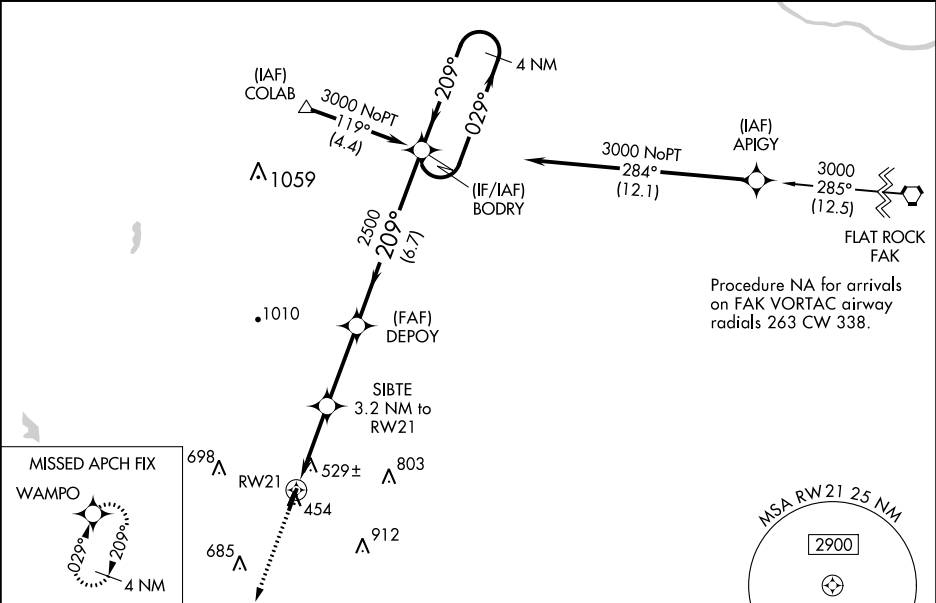 4 NM
209°
029°
(IAF)
COLAB
3000 NoPT
119°
(4.4)
1059
(IF/IAF)
BODRY
3000 NoPT
284°
(12.1)
(IAF)
APIGY
3000
285°
(12.5)
FLAT ROCK
FAK
Procedure NA for arrivals
on FAK VORTAC airway
radials 263 CW 338.
2500
209°
(6.7)
1010
(FAF)
DEPOY
SIBTE
3.2 NM to
RW21
698
529±
803
RW21
454
912
685
MISSED APCH FIX
WAMPO
029°
209°
4 NM
MSA RW21 25 NM
2900